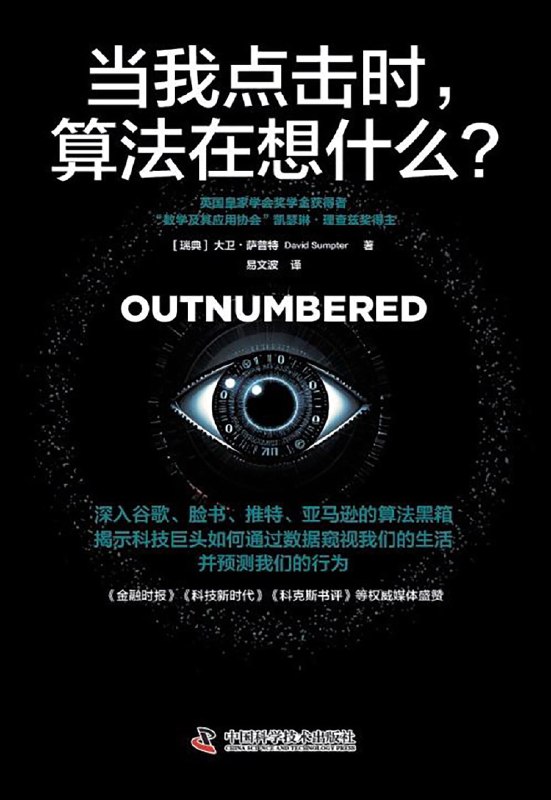 当我点击时，
算法在想什么？
英国皇家学会奖学金获得者
“数学及其应用协会”凯瑟琳·理查兹奖得主
［瑞典］大卫·萨普特 David Sumpter 著
易文波 译
OUTNUMBERED
深入谷歌、脸书、推特、亚马逊的算法黑箱
揭示科技巨头如何通过数据窥视我们的生活
并预测我们的行为
《金融时报》《科技新时代》《科克斯书评》等权威媒体盛赞
中国科学技术出版社
CHINA SCIENCE AND TECHNOLOGY PRESS